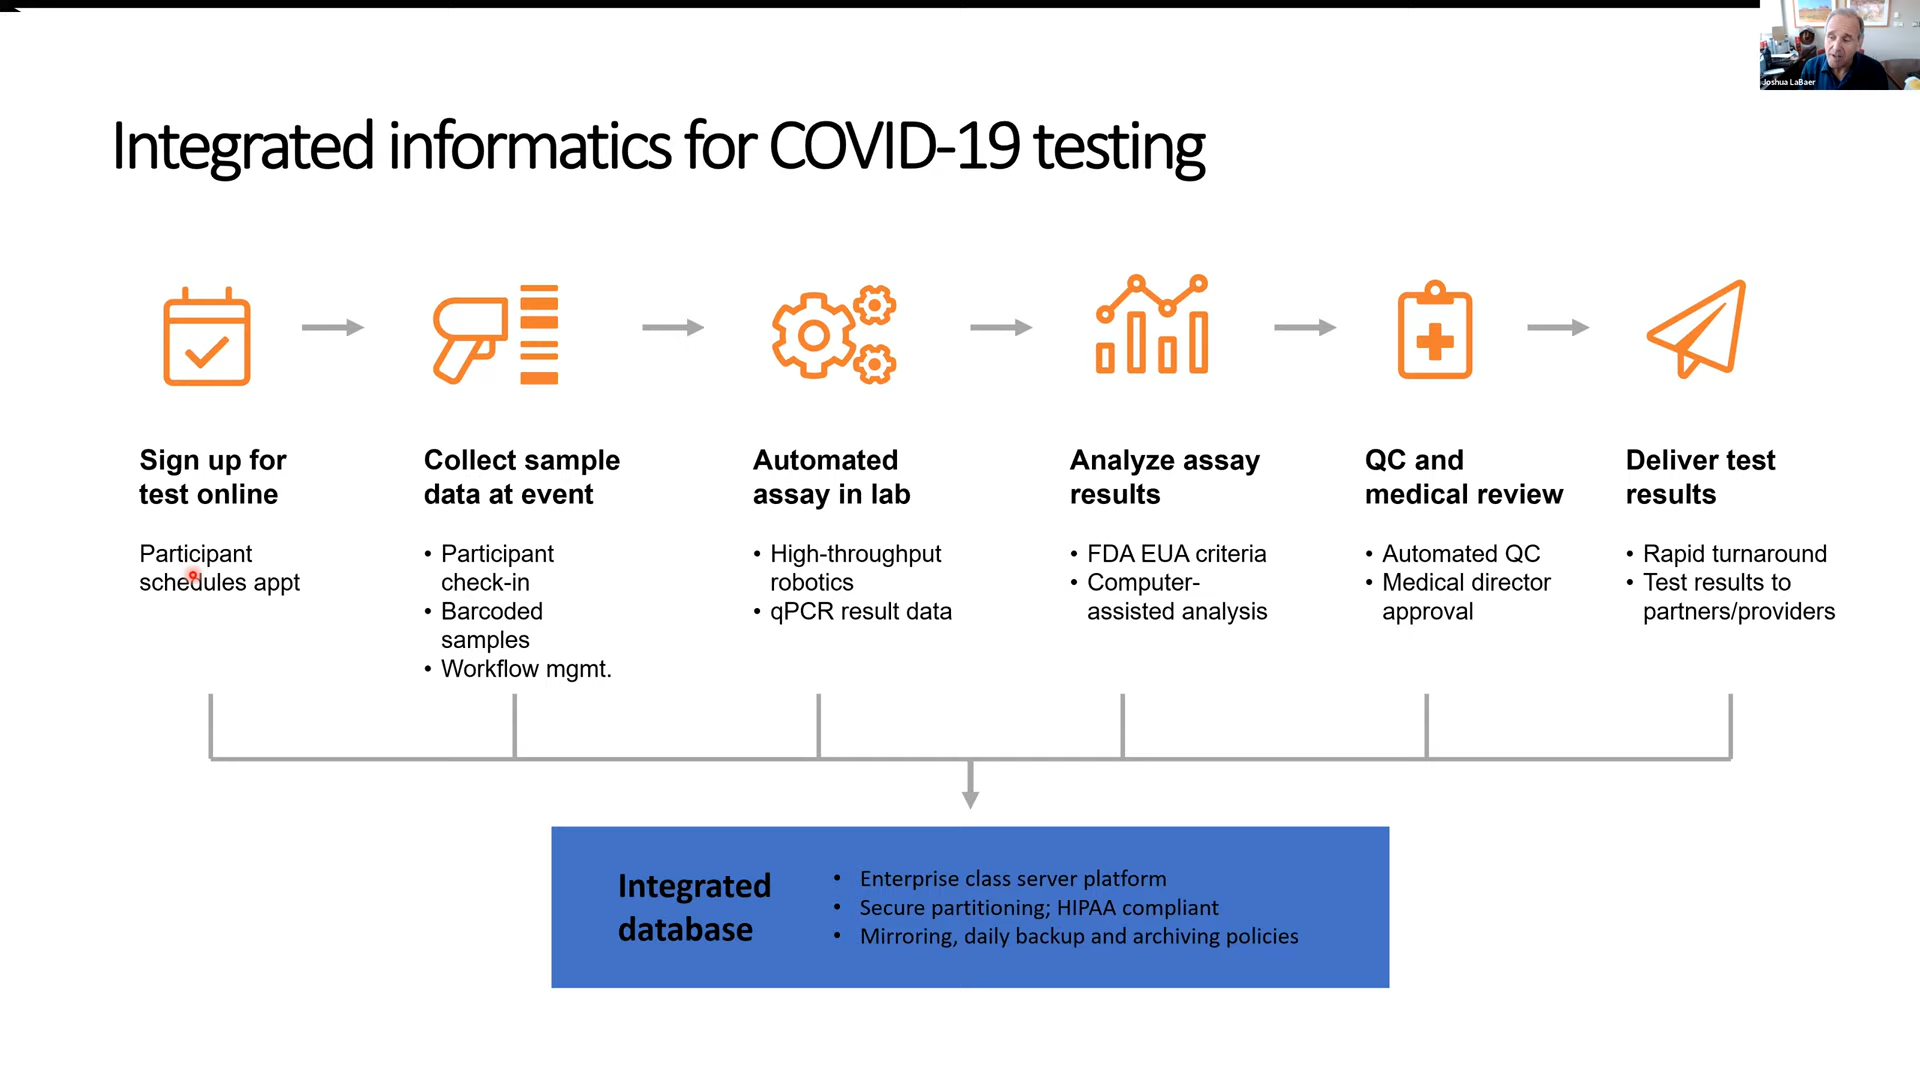 Joshua LaBaer
Integrated informatics for COVID-19 testing
Sign up for
test online
Participant
schedules appt
Collect sample
data at event
• Participant
check-in
• Barcoded
samples
• Workflow mgmt.
Automated
assay in lab
• High-throughput
robotics
• qPCR result data
Analyze assay
results
• FDA EUA criteria
• Computer-
assisted analysis
QC and
medical review
• Automated QC
• Medical director
approval
Deliver test
results
• Rapid turnaround
• Test results to
partners/providers
Integrated
database
• Enterprise class server platform
• Secure partitioning; HIPAA compliant
• Mirroring, daily backup and archiving policies